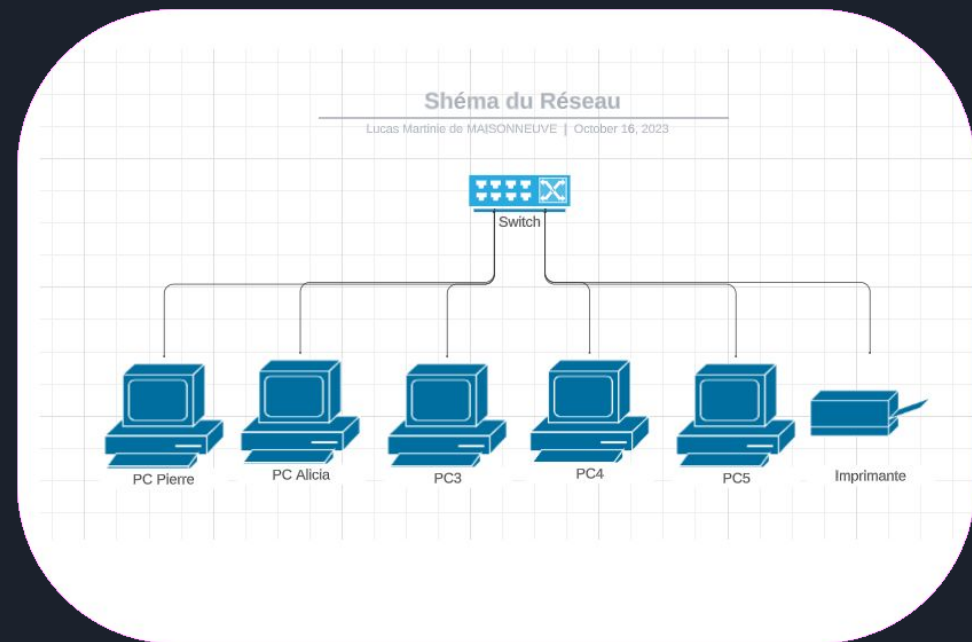 Shéma du Réseau
Lucas Martinie de MAISONNEUVE | October 16, 2023
Switch
PC Pierre
PC Alicia
PC3
PC4
PC5
Imprimante